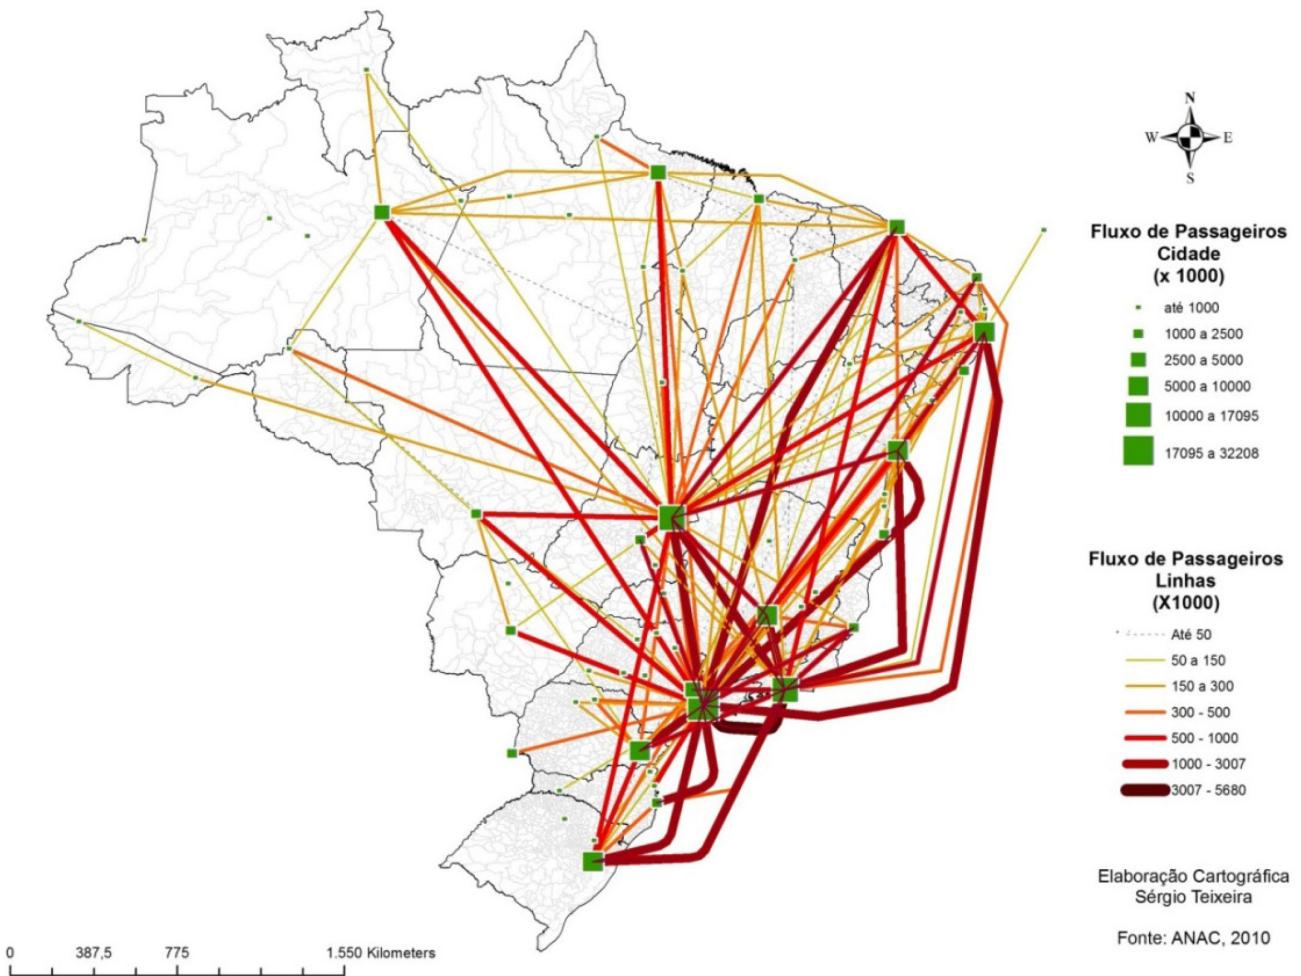 N
W E
S
Fluxo de Passageiros
Cidade
(x 1000)
até 1000
1000 a 2500
2500 a 5000
5000 a 10000
10000 a 17095
17095 a 32208
Fluxo de Passageiros
Linhas
(X1000)
Até 50
50 a 150
150 a 300
300 - 500
500 - 1000
1000 - 3007
3007 - 5680
Elaboração Cartográfica
Sérgio Teixeira
Fonte: ANAC, 2010
0 387,5 775 1.550 Kilometers